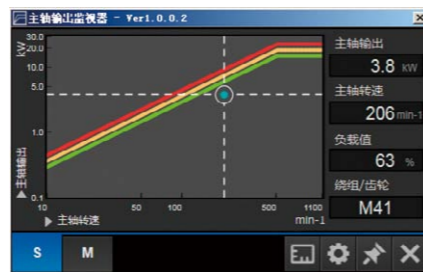 主轴输出监视器 - Ver1.0.0.2
kW
30.0
20.0
10.0
5.0
1.0
0.1
▲主轴输出
10
50
100
500
1100
▶ 主轴转速
min-1
主轴输出
3.8 kW
主轴转速
206 min-1
负载值
63 %
绕组/齿轮
M41
S
M